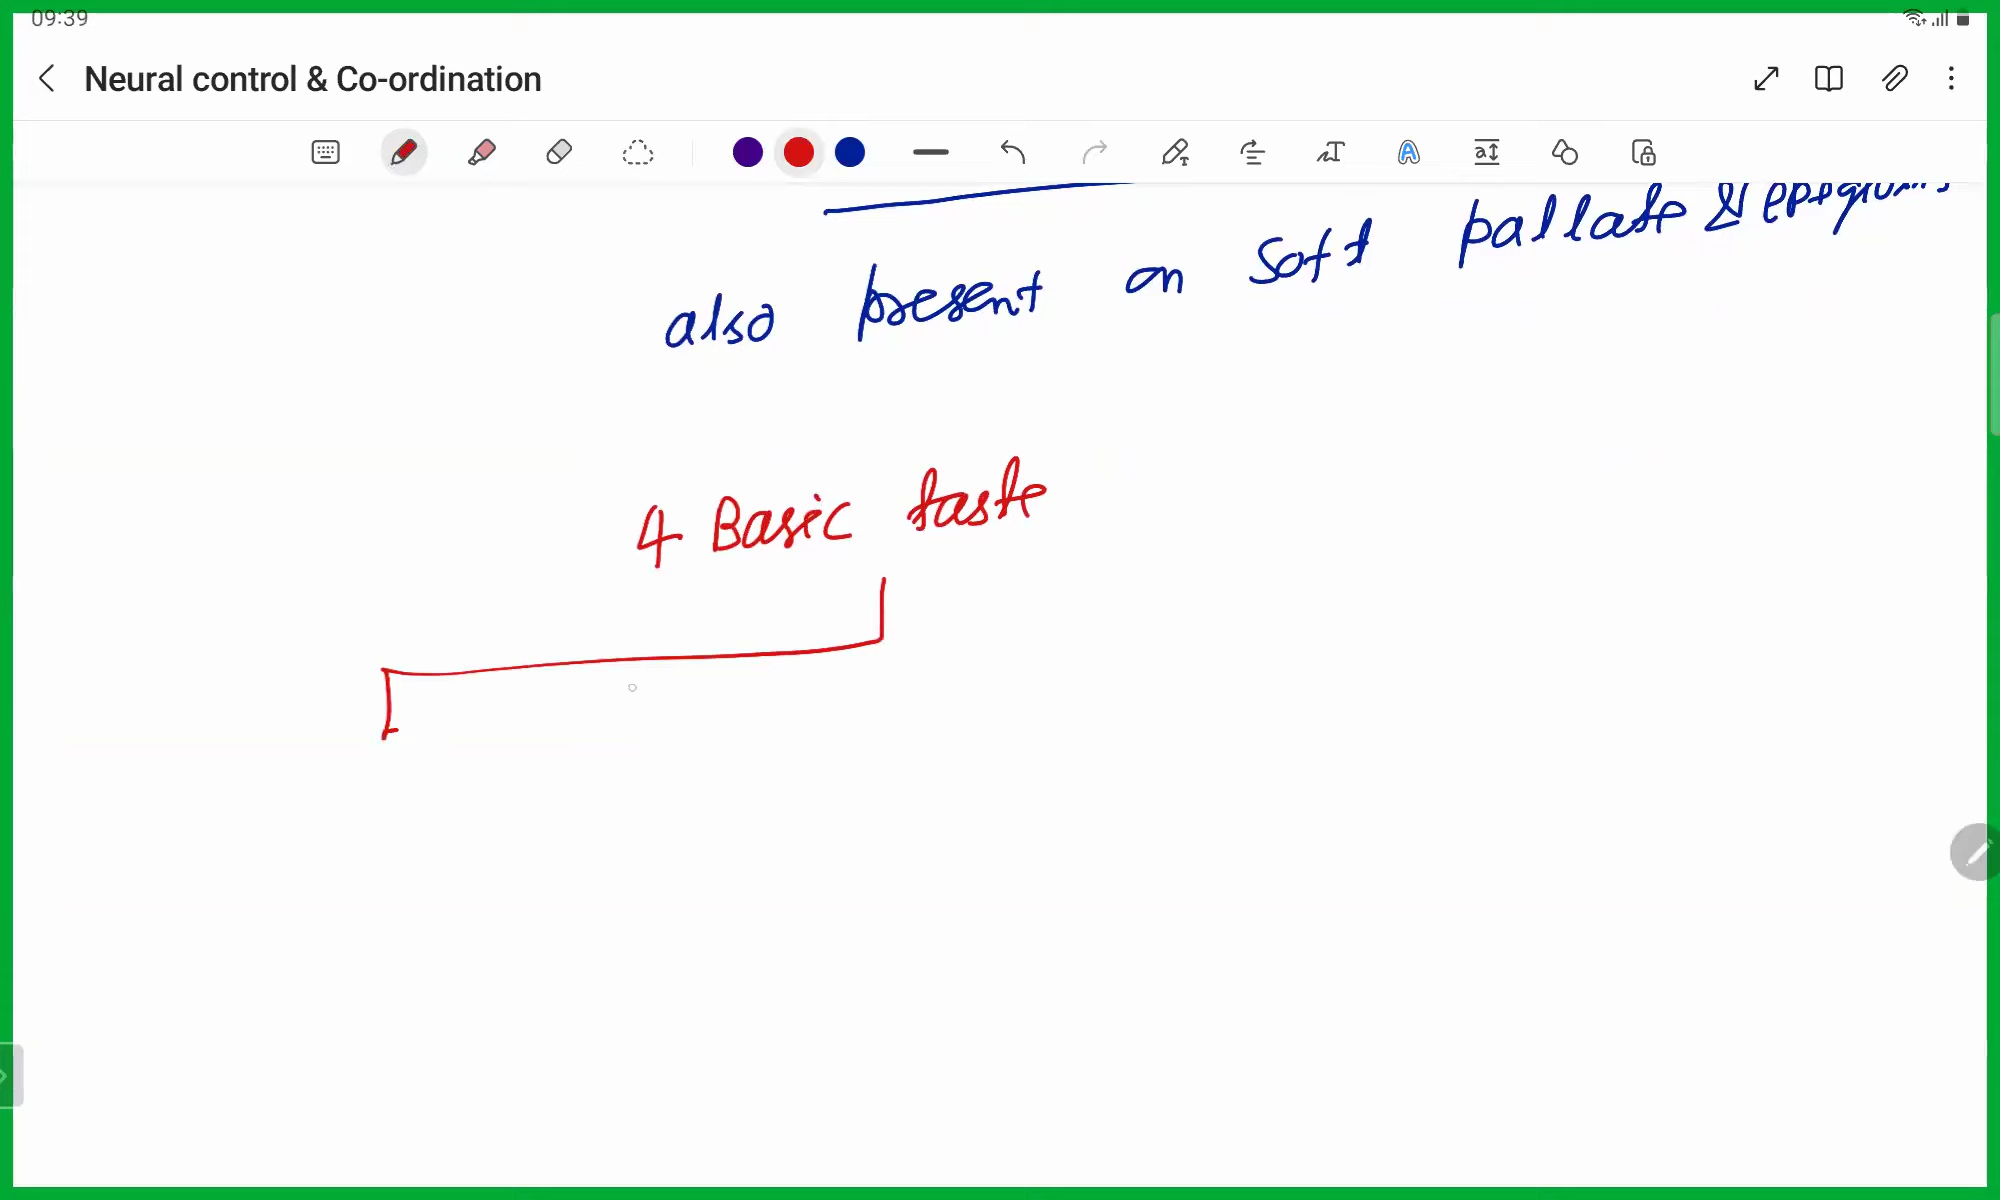 09:39
Neural control & Co-ordination
also present on soft pallate &
4 Basic taste